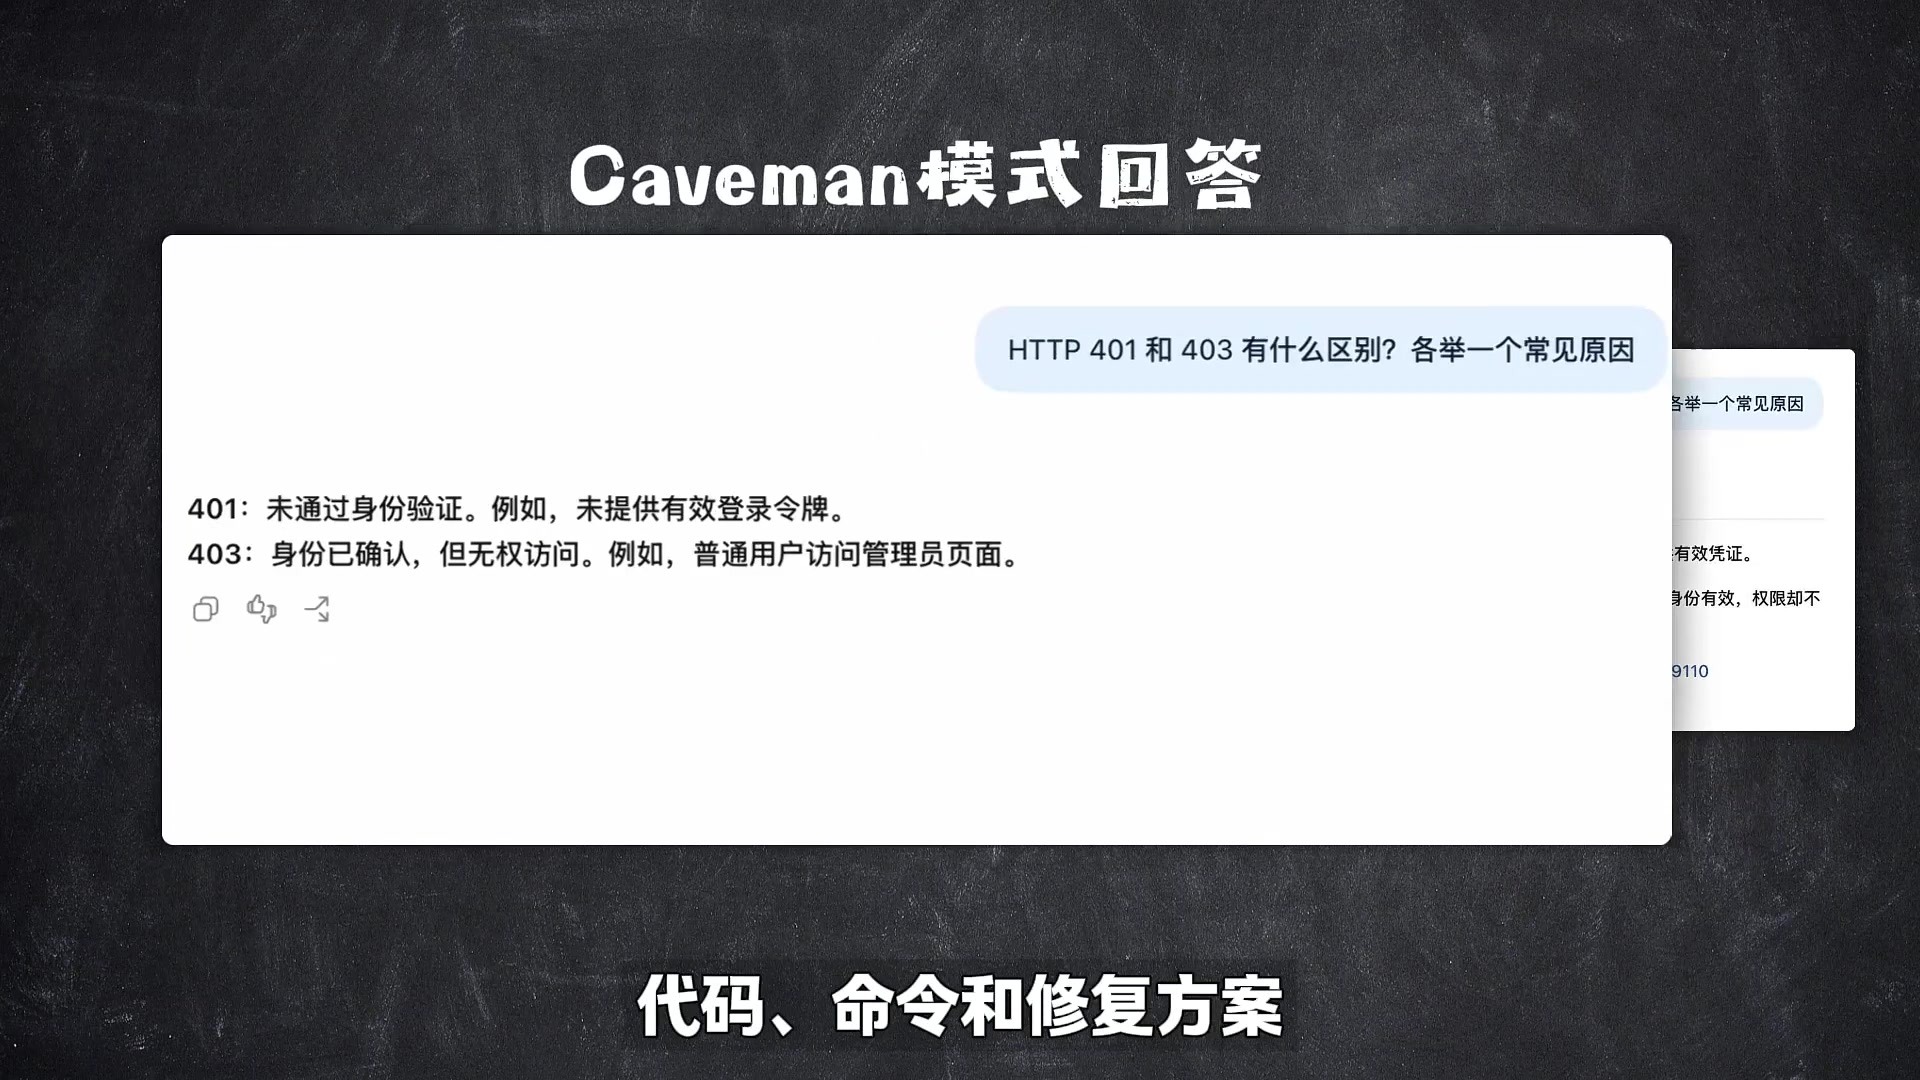 Caveman模式回答
HTTP 401 和 403 有什么区别？各举一个常见原因
401：未通过身份验证。例如，未提供有效登录令牌。
403：身份已确认，但无权访问。例如，普通用户访问管理员页面。
各举一个常见原因
有效凭证。
身份有效，权限却不
9110
代码、命令和修复方案